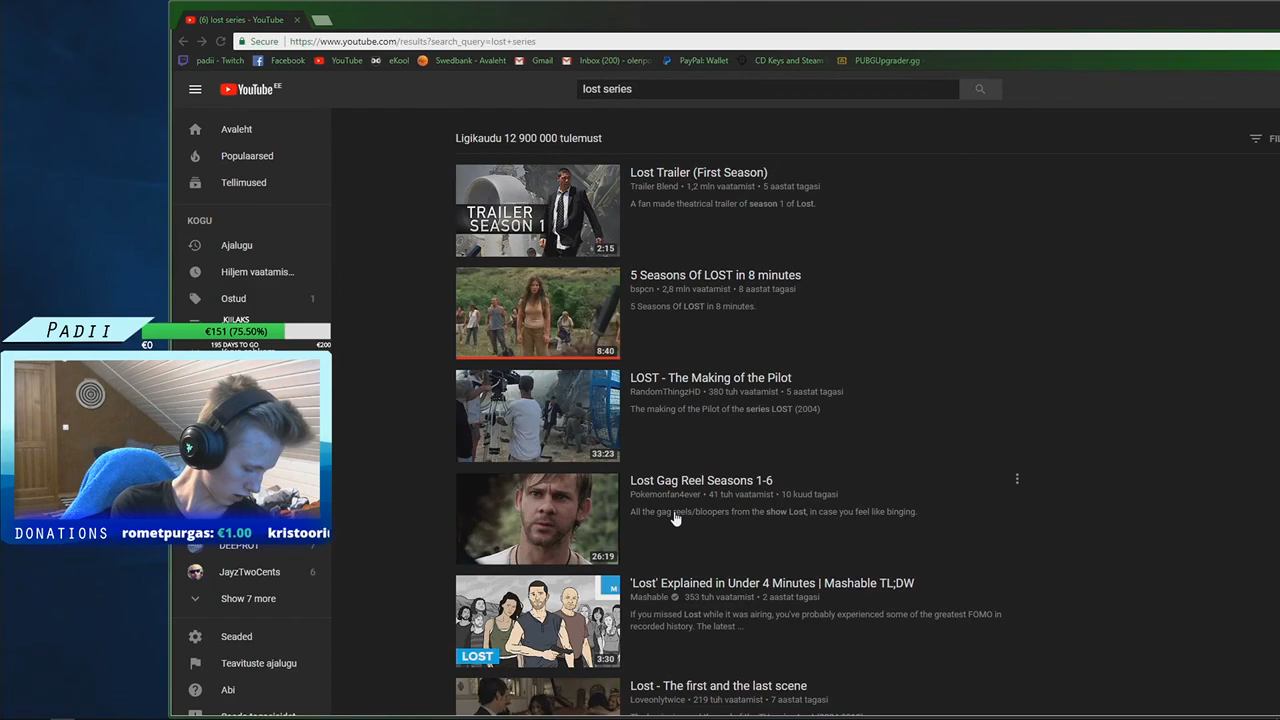 (6) lost series - YouTube
Secure https://www.youtube.com/results?search_query=lost+series
padii - Twitch Facebook YouTube eKool Swedbank - Avaleht Gmail Inbox (200) - olenpo PayPal: Wallet CD Keys and Steam PUBGUpgrader.gg
YouTube EE
lost series
Avaleht
Populaarsed
Tellimused
KOGU
Ajalugu
Hiljem vaatamis...
Ostud 1
KIILAKS
PADII
€151 (75.50%)
€0
195 DAYS TO GO
€200
DONATIONS rometpurgas: €1.00 kristoori
JayzTwoCents 6
Show 7 more
Seaded
Teavituste ajalugu
Abi
Ligikaudu 12 900 000 tulemust
TRAILER
SEASON 1
2:15
Lost Trailer (First Season)
Trailer Blend • 1,2 mln vaatamist • 5 aastat tagasi
A fan made theatrical trailer of season 1 of Lost.
8:40
5 Seasons Of LOST in 8 minutes
bspcn • 2,8 mln vaatamist • 8 aastat tagasi
5 Seasons Of LOST in 8 minutes.
33:23
LOST - The Making of the Pilot
RandomThingzHD • 380 tuh vaatamist • 5 aastat tagasi
The making of the Pilot of the series LOST (2004)
26:19
Lost Gag Reel Seasons 1-6
Pokemonfan4ever • 41 tuh vaatamist • 10 kuud tagasi
All the gag reels/bloopers from the show Lost, in case you feel like binging.
M
LOST
3:30
'Lost' Explained in Under 4 Minutes | Mashable TL;DW
Mashable 353 tuh vaatamist • 2 aastat tagasi
If you missed Lost while it was airing, you've probably experienced some of the greatest FOMO in
recorded history. The latest ...
Lost - The first and the last scene
Loveonlytwice • 219 tuh vaatamist • 7 aastat tagasi